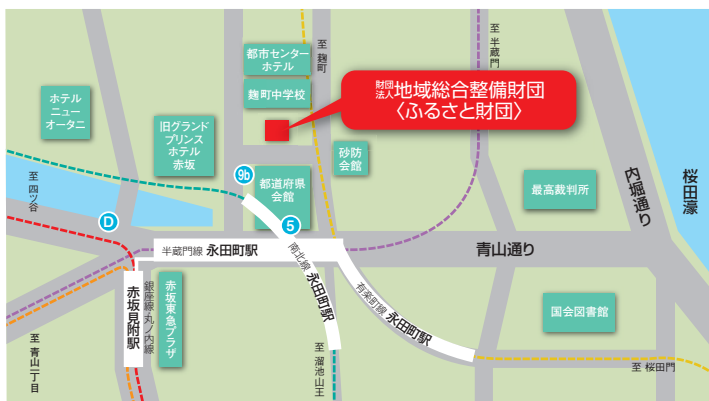 都市センター
ホテル
麹町中学校
至 麹町
至 半蔵門
財団
法人
地域総合整備財団
〈ふるさと財団〉
ホテル
ニュー
オータニ
旧グランド
プリンス
ホテル
赤坂
砂防
会館
都道府県
会館
最高裁判所
内堀通り
桜田濠
至 四ツ谷
9b
5
D
半蔵門線 永田町駅
青山通り
南北線 永田町駅
有楽町線 永田町駅
赤坂見附駅
銀座線 丸ノ内線
赤坂東急プラザ
国会図書館
至 青山一丁目
至 溜池山王
至 桜田門